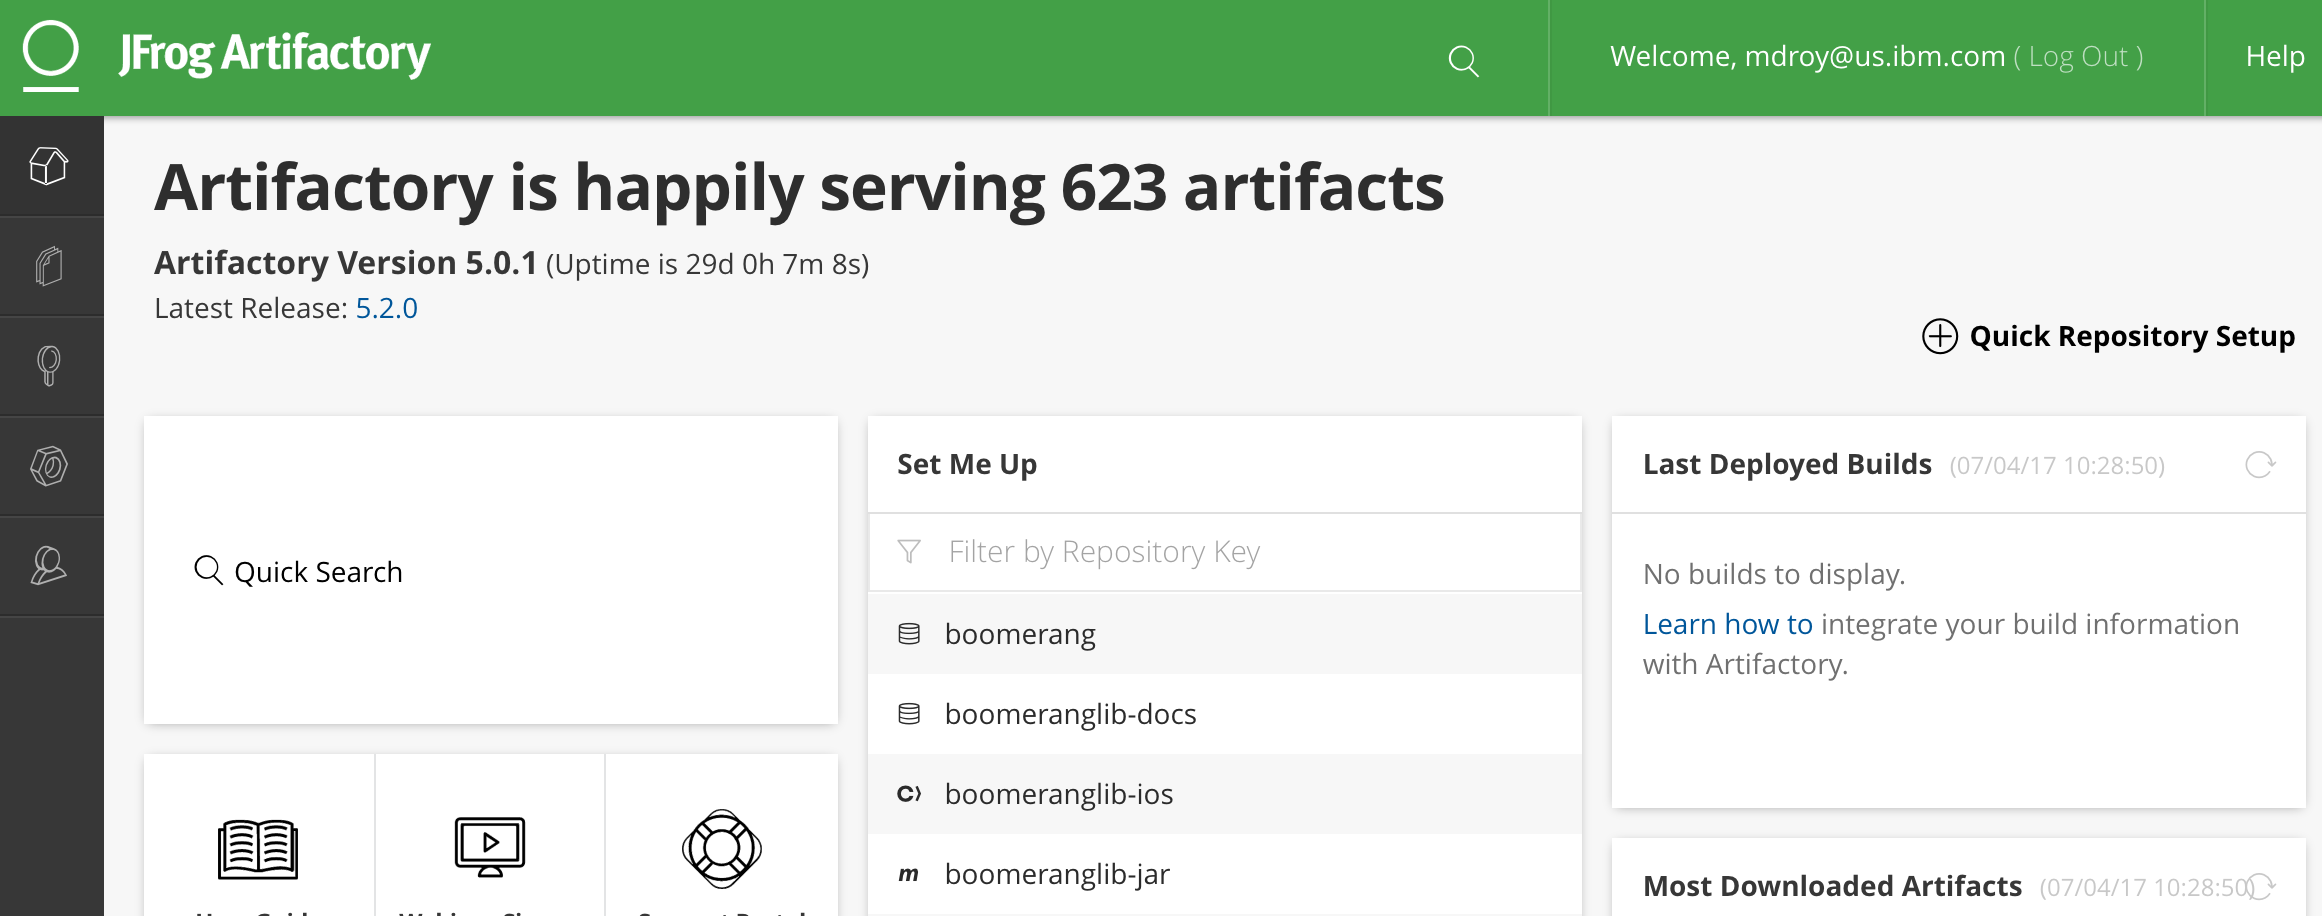 JFrog Artifactory
Welcome, mdroy@us.ibm.com ( Log Out )
Help
Artifactory is happily serving 623 artifacts
Artifactory Version 5.0.1 (Uptime is 29d 0h 7m 8s)
Latest Release: 5.2.0
Quick Repository Setup
Quick Search
Set Me Up
Filter by Repository Key
boomerang
boomeranglib-docs
boomeranglib-ios
m boomeranglib-jar
Last Deployed Builds (07/04/17 10:28:50)
No builds to display.
Learn how to integrate your build information
with Artifactory.
Most Downloaded Artifacts (07/04/17 10:28:50)